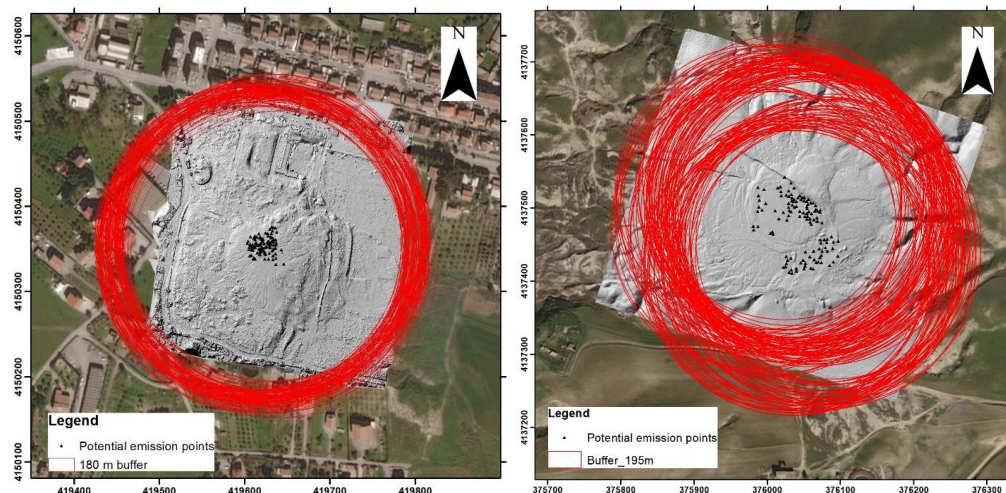 N
4150600
4150500
4150400
4150300
4150200
4150100
Legend
Potential emission points
180 m buffer
419400 419500 419600 419700 419800
N
4137700
4137600
4137500
4137400
4137300
4137200
Legend
Potential emission points
Buffer_195m
375700 375800 375900 376000 376100 376200 376300